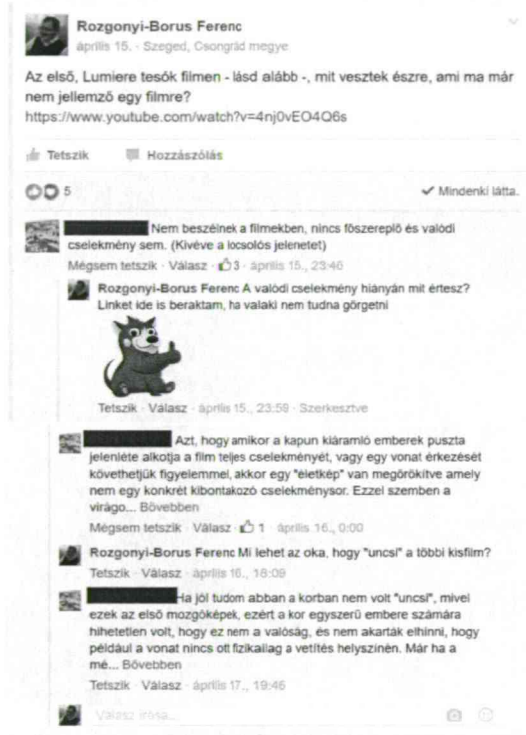 Rozgonyi-Borus Ferenc
április 15. · Szeged, Csongrád megye
Az első, Lumiere tesók filmen - lásd alább -, mit vesztek észre, ami ma már
nem jellemző egy filmre?
https://www.youtube.com/watch?v=4nj0vEO4Q6s
Tetszik Hozzászólás
5 ✓ Mindenki látta.
Nem beszélnek a filmekben, nincs főszereplő és valódi
cselekmény sem. (Kivéve a locsolós jelenetet)
Mégsem tetszik · Válasz · 3 · április 15., 23:46
Rozgonyi-Borus Ferenc A valódi cselekmény hiányán mit értesz?
Linket ide is beraktam, ha valaki nem tudna görgetni
Tetszik · Válasz · április 15., 23:59 · Szerkesztve
Azt, hogy amikor a kapun kiáramló emberek puszta
jelenléte alkotja a film teljes cselekményét, vagy egy vonat érkezését
követhetjük figyelemmel, akkor egy "életkép" van megörökítve amely
nem egy konkrét kibontakozó cselekménysor. Ezzel szemben a
virágo... Bővebben
Mégsem tetszik · Válasz · 1 · április 16., 0:00
Rozgonyi-Borus Ferenc Mi lehet az oka, hogy "uncsi" a többi kisfilm?
Tetszik · Válasz · április 16., 16:09
Ha jól tudom abban a korban nem volt "uncsi", mivel
ezek az első mozgóképek, ezért a kor egyszerű embere számára
hihetetlen volt, hogy ez nem a valóság, és nem akarták elhinni, hogy
például a vonat nincs ott fizikailag a vetítés helyszínén. Már ha a
mé... Bővebben
Tetszik · Válasz · április 17., 19:46
Válasz írása...